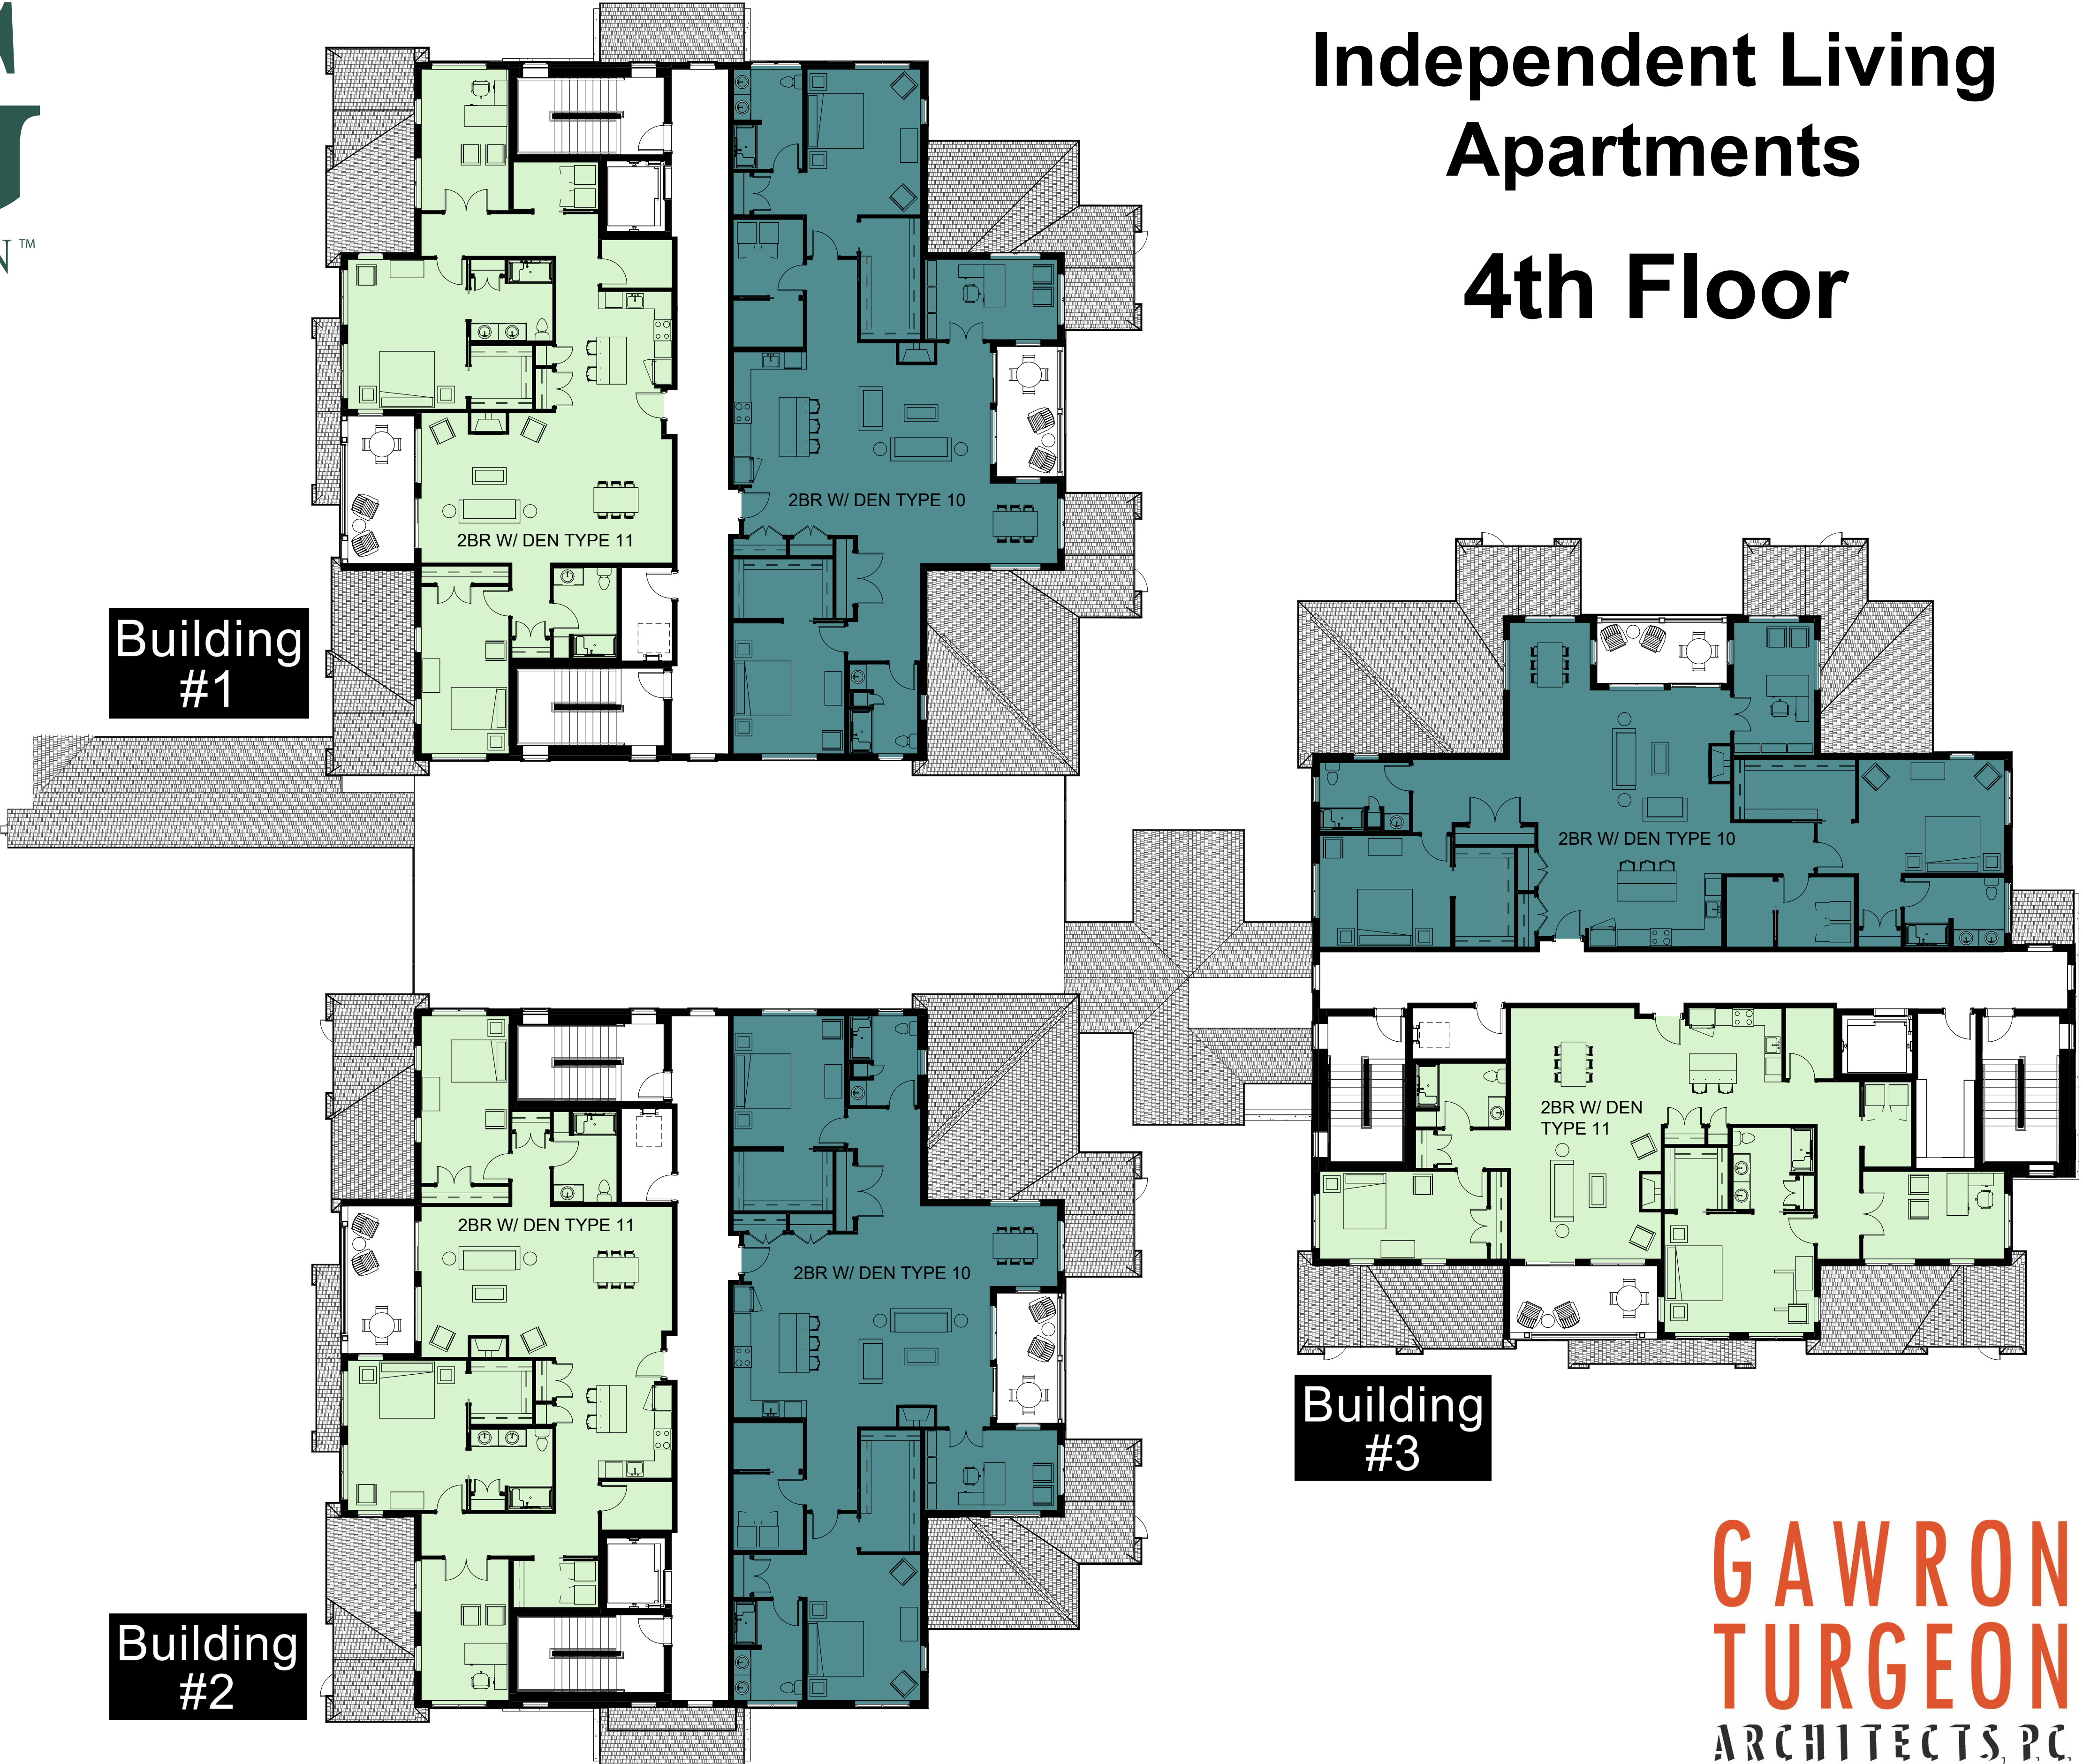 Independent Living
Apartments
4th Floor
N™
2BR W/ DEN TYPE 10
2BR W/ DEN TYPE 11
Building
#1
2BR W/ DEN TYPE 10
2BR W/ DEN
TYPE 11
2BR W/ DEN TYPE 11
2BR W/ DEN TYPE 10
Building
#3
Building
#2
GAWRON
TURGEON
ARCHITECTS, P.C.